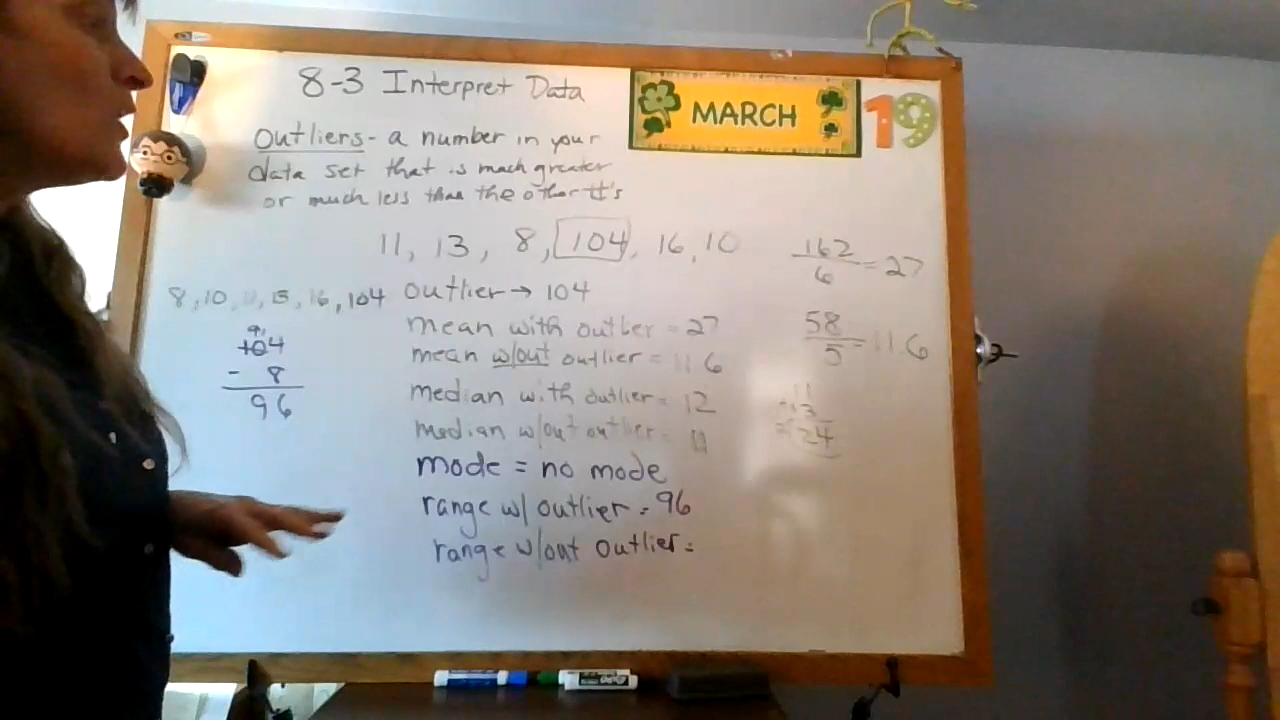 8-3 Interpret Data
MARCH 19
Outliers - a number in your
data set that is much greater
or much less than the other #'s
11, 13, 8, 104, 16, 10
162
6
= 27
8, 10, 11, 13, 16, 104
outlier → 104
mean with outlier = 27
58
5
= 11.6
9 1
104
- 8
96
mean w/out outlier = 11.6
median with outlier = 12
11
+13
24
median w/out outlier = 11
mode = no mode
range w/ outlier = 96
range w/out outlier =